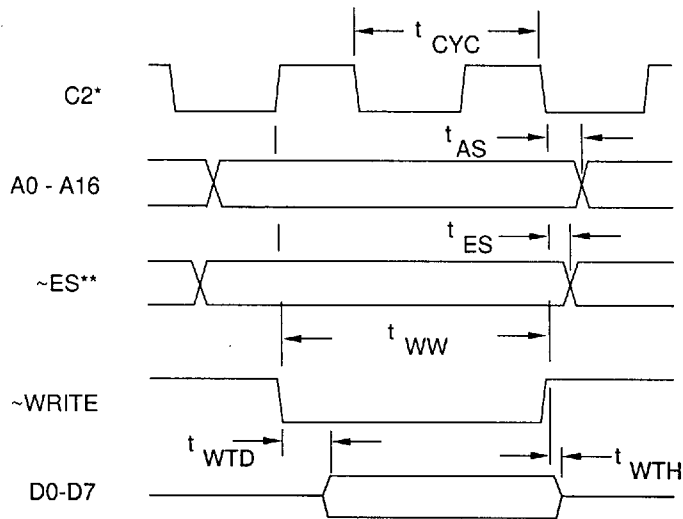 t CYC
C2*
t AS
A0 - A16
t ES
~ES**
t WW
~WRITE
t WTD
t WTH
D0-D7